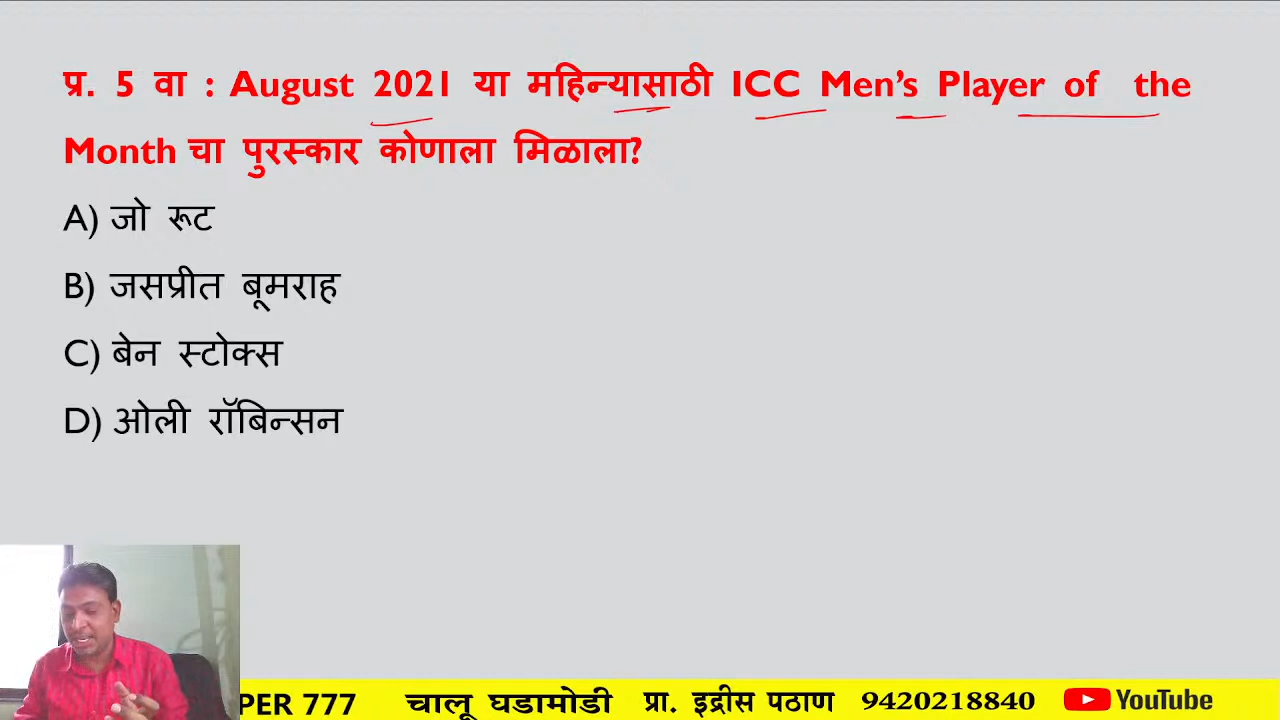 प्र. 5 वा : August 2021 या महिन्यासाठी ICC Men’s Player of the
Month चा पुरस्कार कोणाला मिळाला?
A) जो रूट
B) जसप्रीत बूमराह
C) बेन स्टोक्स
D) ओली रॉबिन्सन
PER 777 चालू घडामोडी प्रा. इद्रीस पठाण 9420218840 YouTube